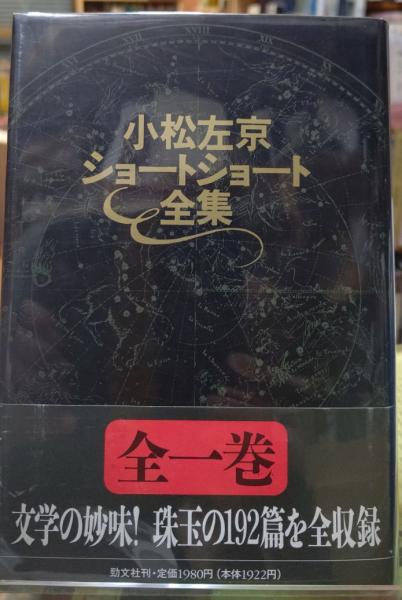 小松左京
ショートショート
全集
全一巻
文学の妙味! 珠玉の192篇を全収録
勁文社刊・定価1980円(本体1922円)